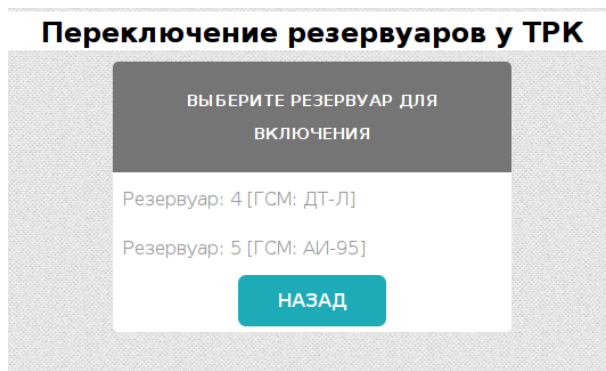 Переключение резервуаров у ТРК
ВЫБЕРИТЕ РЕЗЕРВУАР ДЛЯ
ВКЛЮЧЕНИЯ
Резервуар: 4 [ГСМ: ДТ-Л]
Резервуар: 5 [ГСМ: АИ-95]
НАЗАД